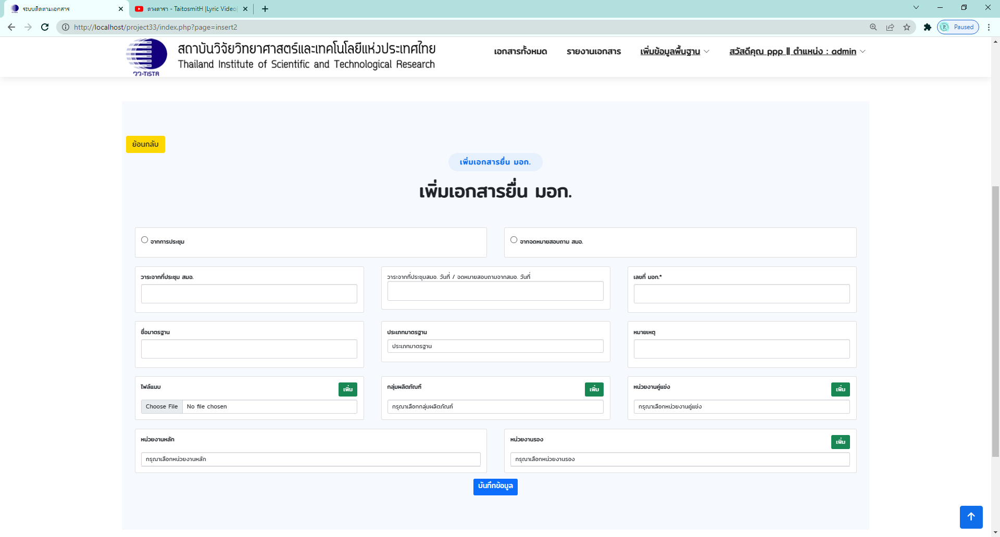 ระบบติดตามเอกสาร
ดวงดารา - TaitosmitH |Lyric Video|
http://localhost/project33/index.php?page=insert2
Paused
สถาบันวิจัยวิทยาศาสตร์และเทคโนโลยีแห่งประเทศไทย
Thailand Institute of Scientific and Technological Research
วว•TISTR
เอกสารทั้งหมด
รายงานเอกสาร
เพิ่มข้อมูลพื้นฐาน
สวัสดีคุณ ppp || ตำแหน่ง : admin
ย้อนกลับ
เพิ่มเอกสารยื่น มอก.
เพิ่มเอกสารยื่น มอก.
จากการประชุม
จากจดหมายสอบถาม สมอ.
วาระจากที่ประชุม สมอ.
วาระจากที่ประชุมสมอ. วันที่ / จดหมายสอบถามจากสมอ. วันที่
เลขที่ มอก.*
ชื่อมาตรฐาน
ประเภทมาตรฐาน
ประเภทมาตรฐาน
หมายเหตุ
ไฟล์แนบ
เพิ่ม
Choose File No file chosen
กลุ่มผลิตภัณฑ์
เพิ่ม
กรุณาเลือกกลุ่มผลิตภัณฑ์
หน่วยงานคู่แข่ง
เพิ่ม
กรุณาเลือกหน่วยงานคู่แข่ง
หน่วยงานหลัก
กรุณาเลือกหน่วยงานหลัก
หน่วยงานรอง
เพิ่ม
กรุณาเลือกหน่วยงานรอง
บันทึกข้อมูล